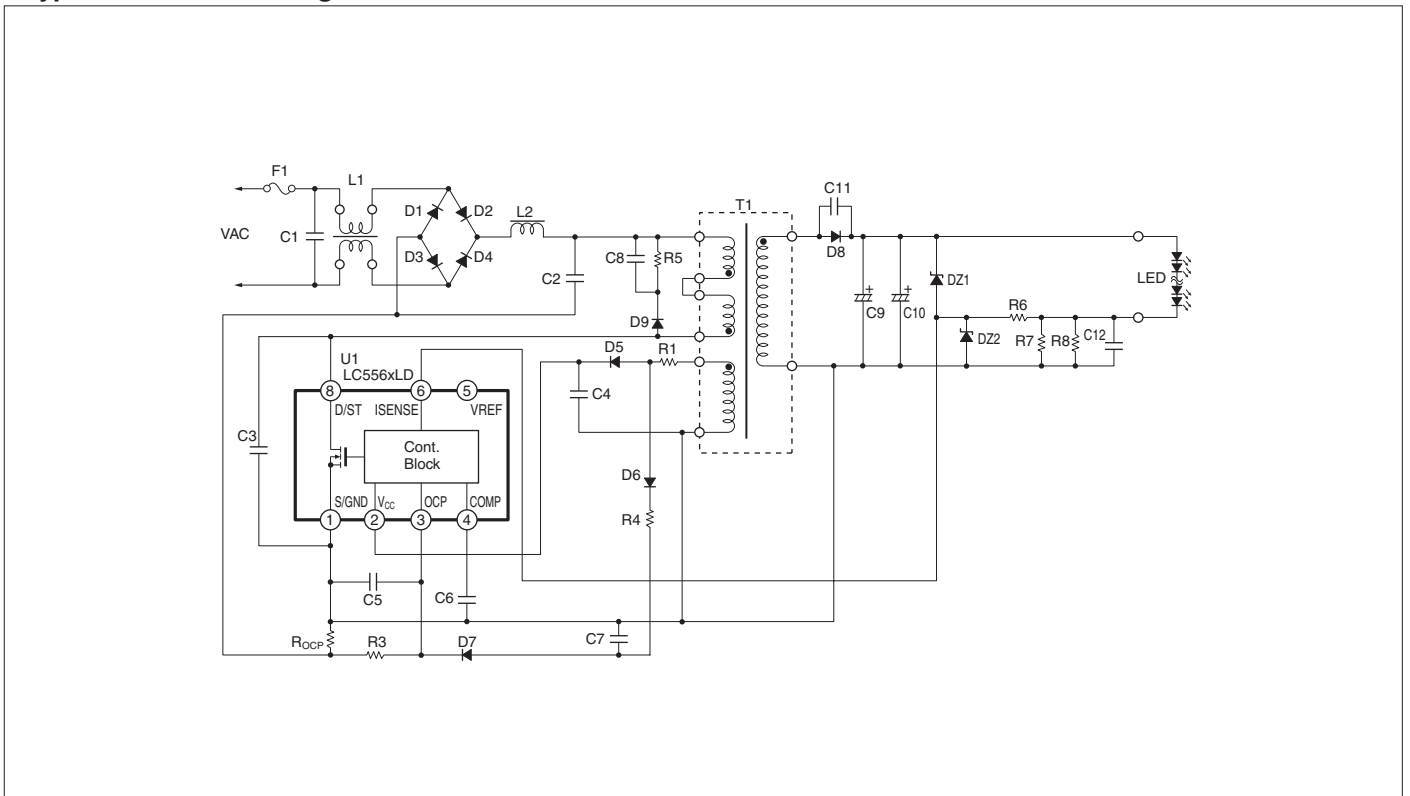 F1
L1
VAC
C1
D1
D2
D3
D4
L2
C2
C8
R5
D9
T1
C11
D8
C9
C10
DZ1
DZ2
R6
R7
R8
C12
LED
U1
LC556xLD
D5
R1
C4
8
6
5
D/ST
ISENSE
VREF
C3
Cont.
Block
S/GND
VCC
OCP
COMP
1
2
3
4
D6
R4
C5
C6
C7
ROCP
R3
D7